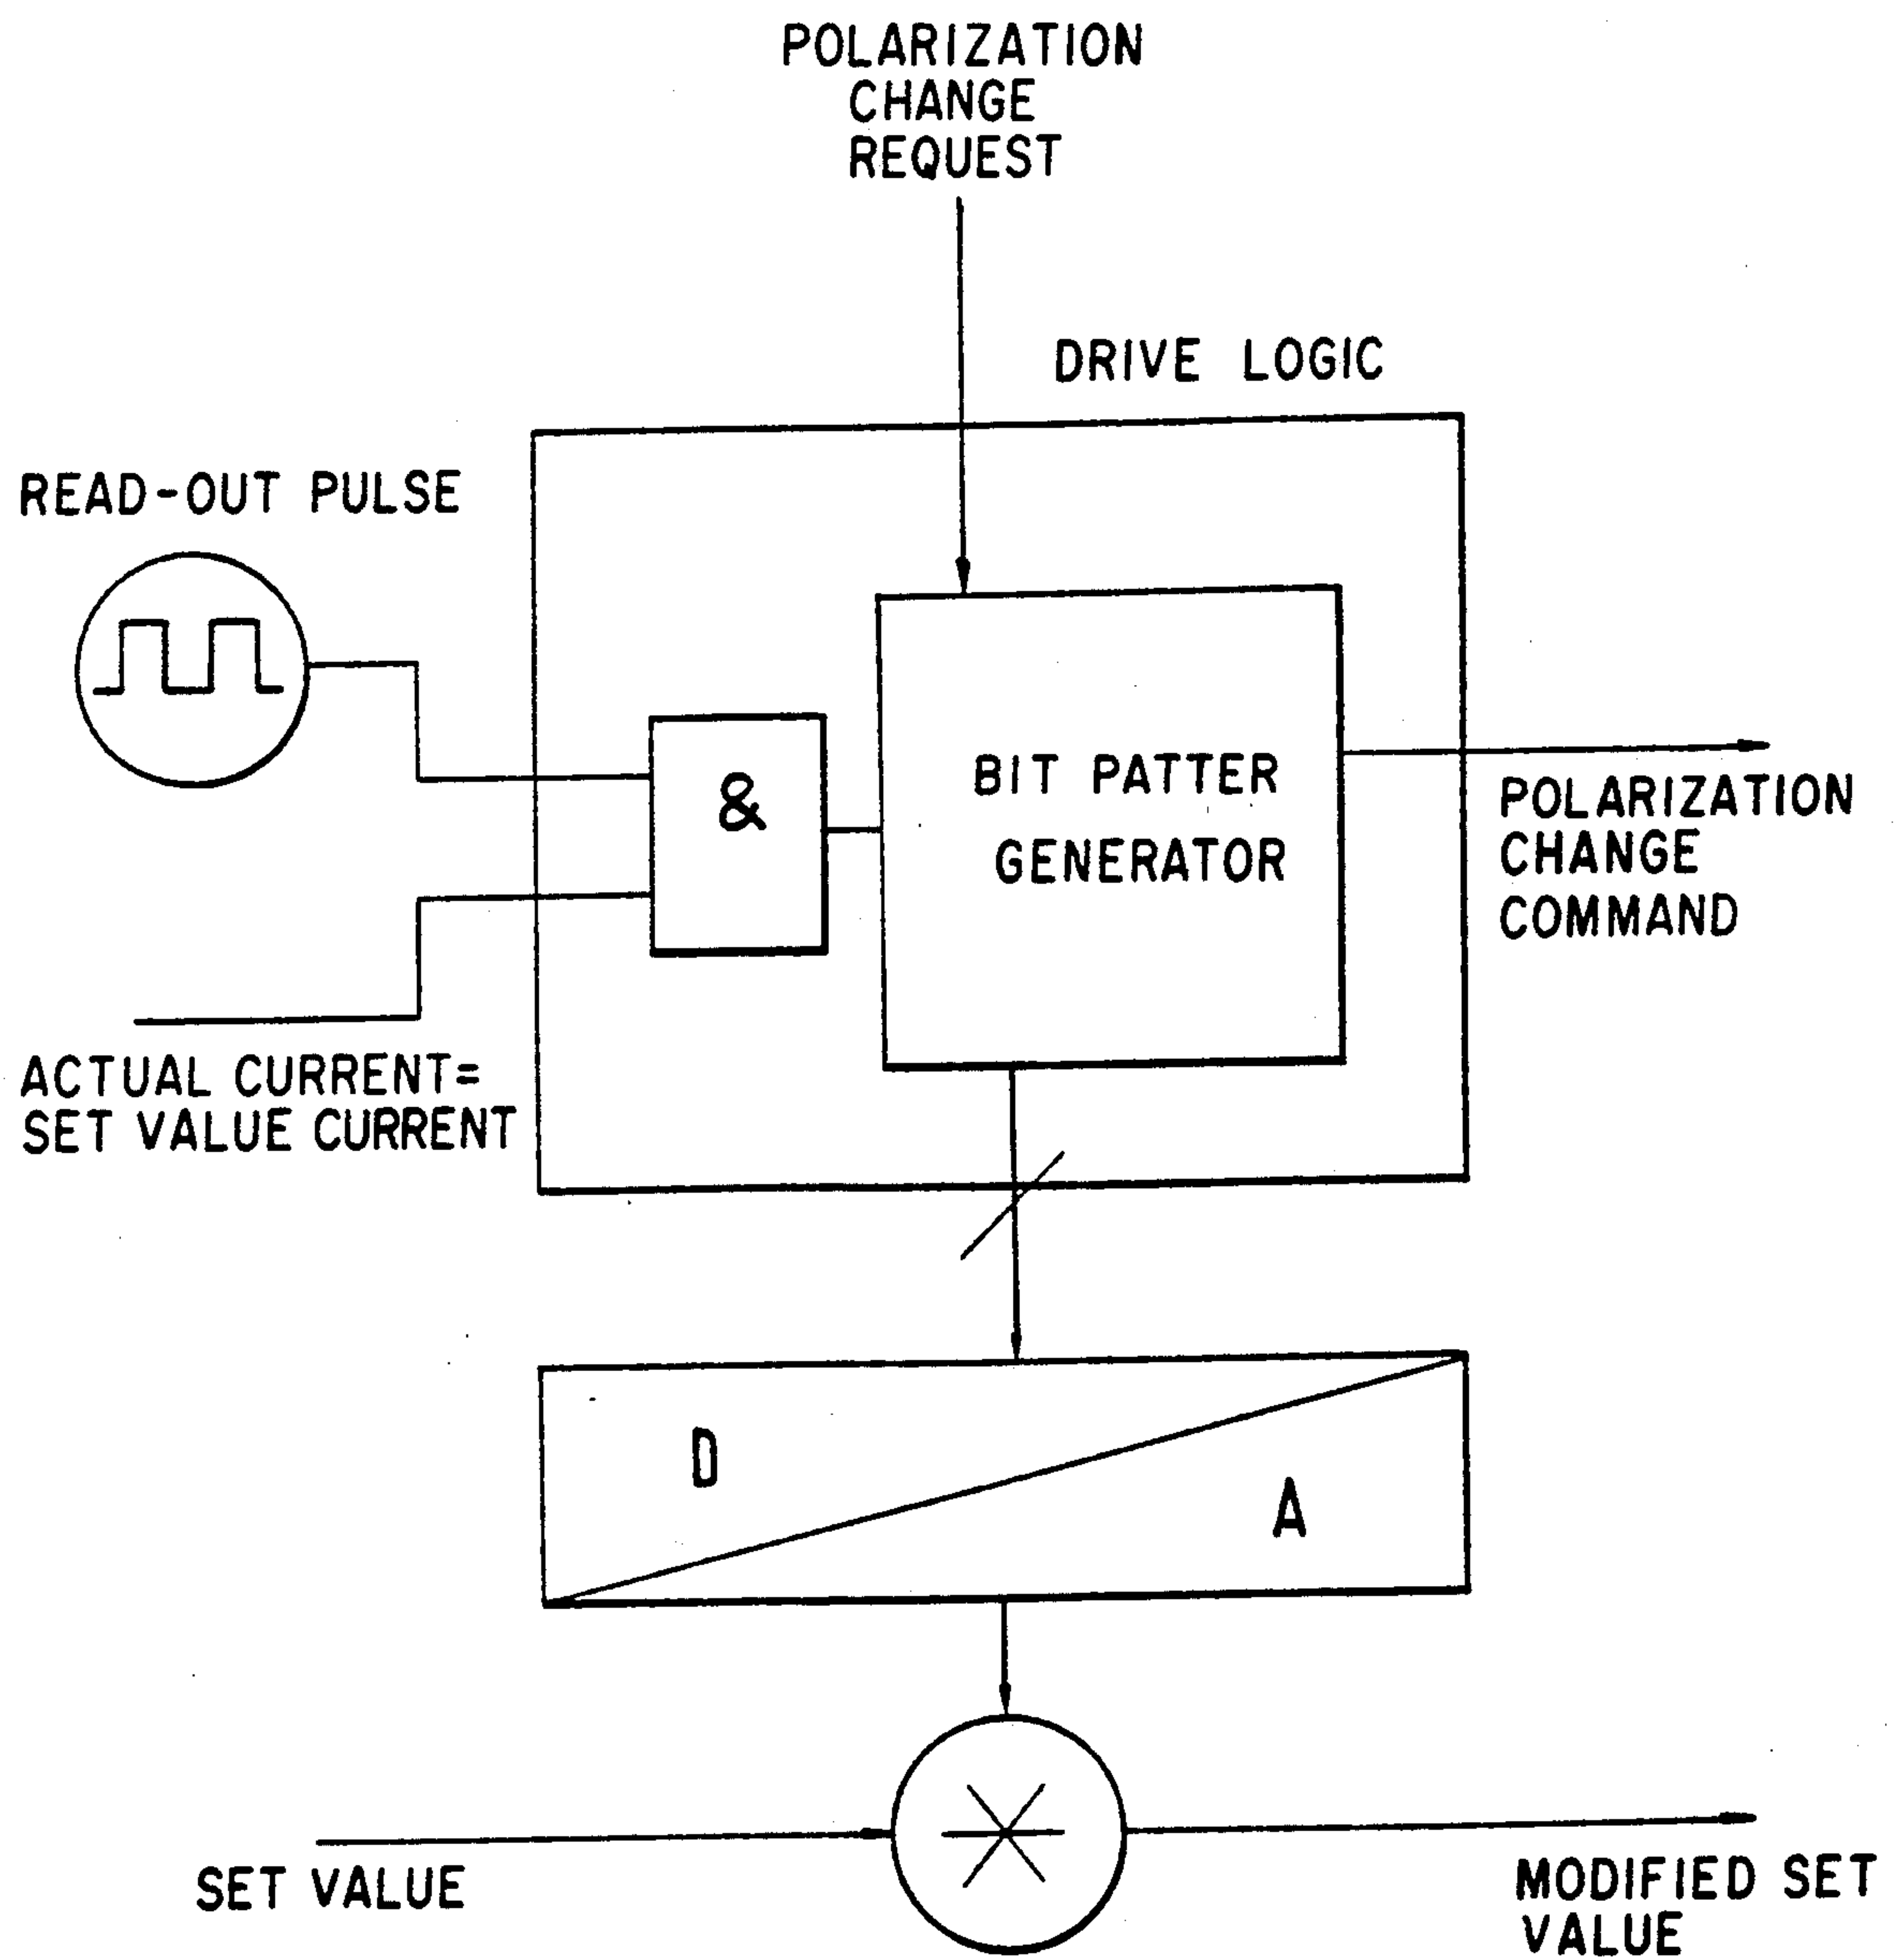 POLARIZATION
CHANGE
REQUEST
DRIVE LOGIC
READ-OUT PULSE
&
BIT PATTER
GENERATOR
POLARIZATION
CHANGE
COMMAND
ACTUAL CURRENT=
SET VALUE CURRENT
D
A
SET VALUE
MODIFIED SET
VALUE